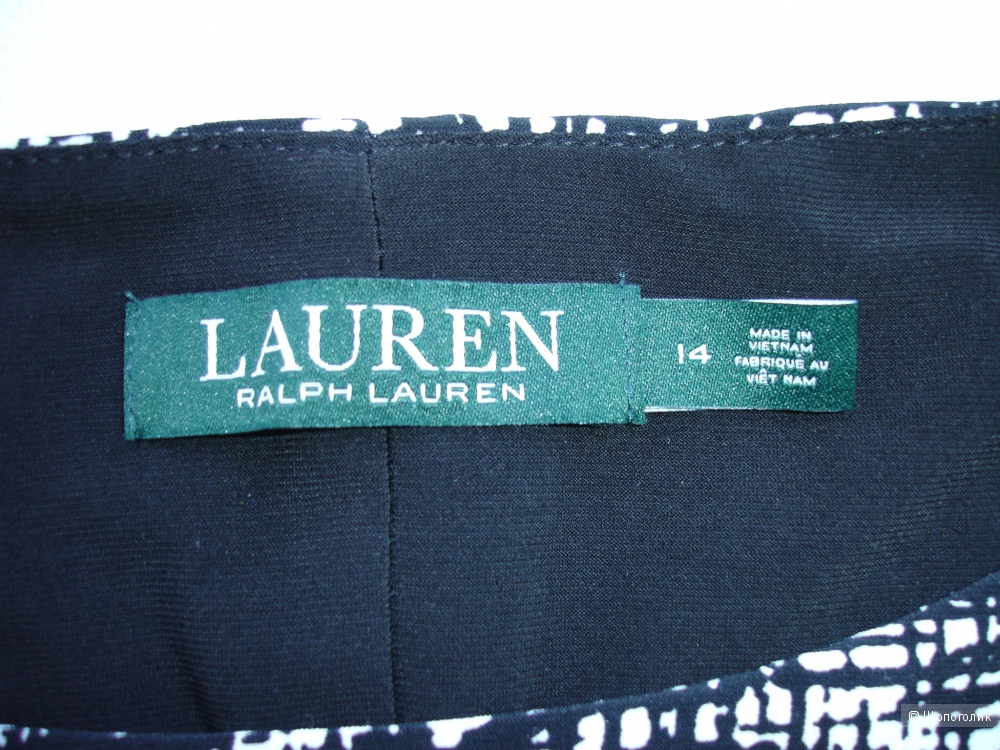 LAUREN
RALPH LAUREN
14
MADE IN
VIETNAM
FABRIQUE AU
VIÊT NAM
© Шопоголик